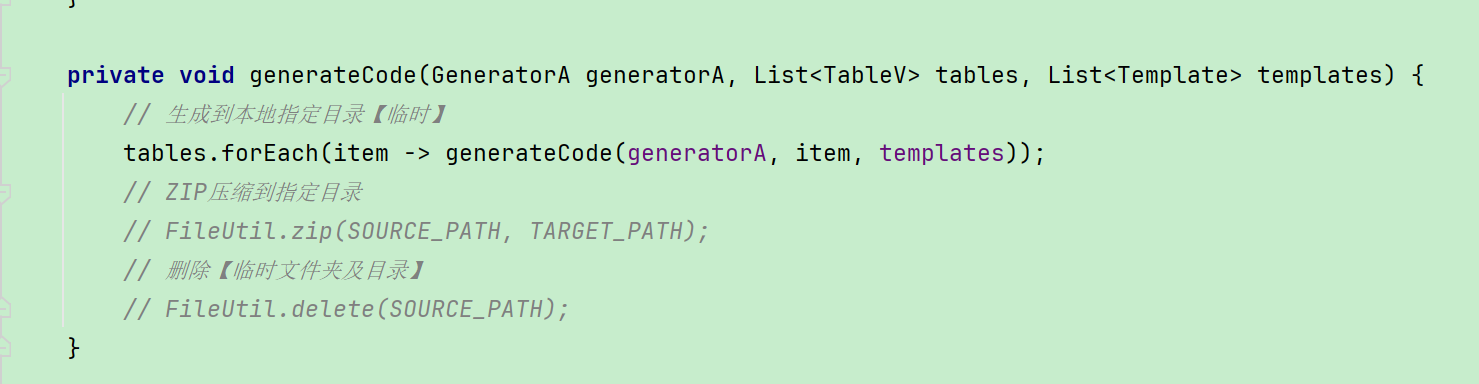 }
private void generateCode(GeneratorA generatorA, List<TableV> tables, List<Template> templates) {
// 生成到本地指定目录【临时】
tables.forEach(item -> generateCode(generatorA, item, templates));
// ZIP压缩到指定目录
// FileUtil.zip(SOURCE_PATH, TARGET_PATH);
// 删除【临时文件夹及目录】
// FileUtil.delete(SOURCE_PATH);
}